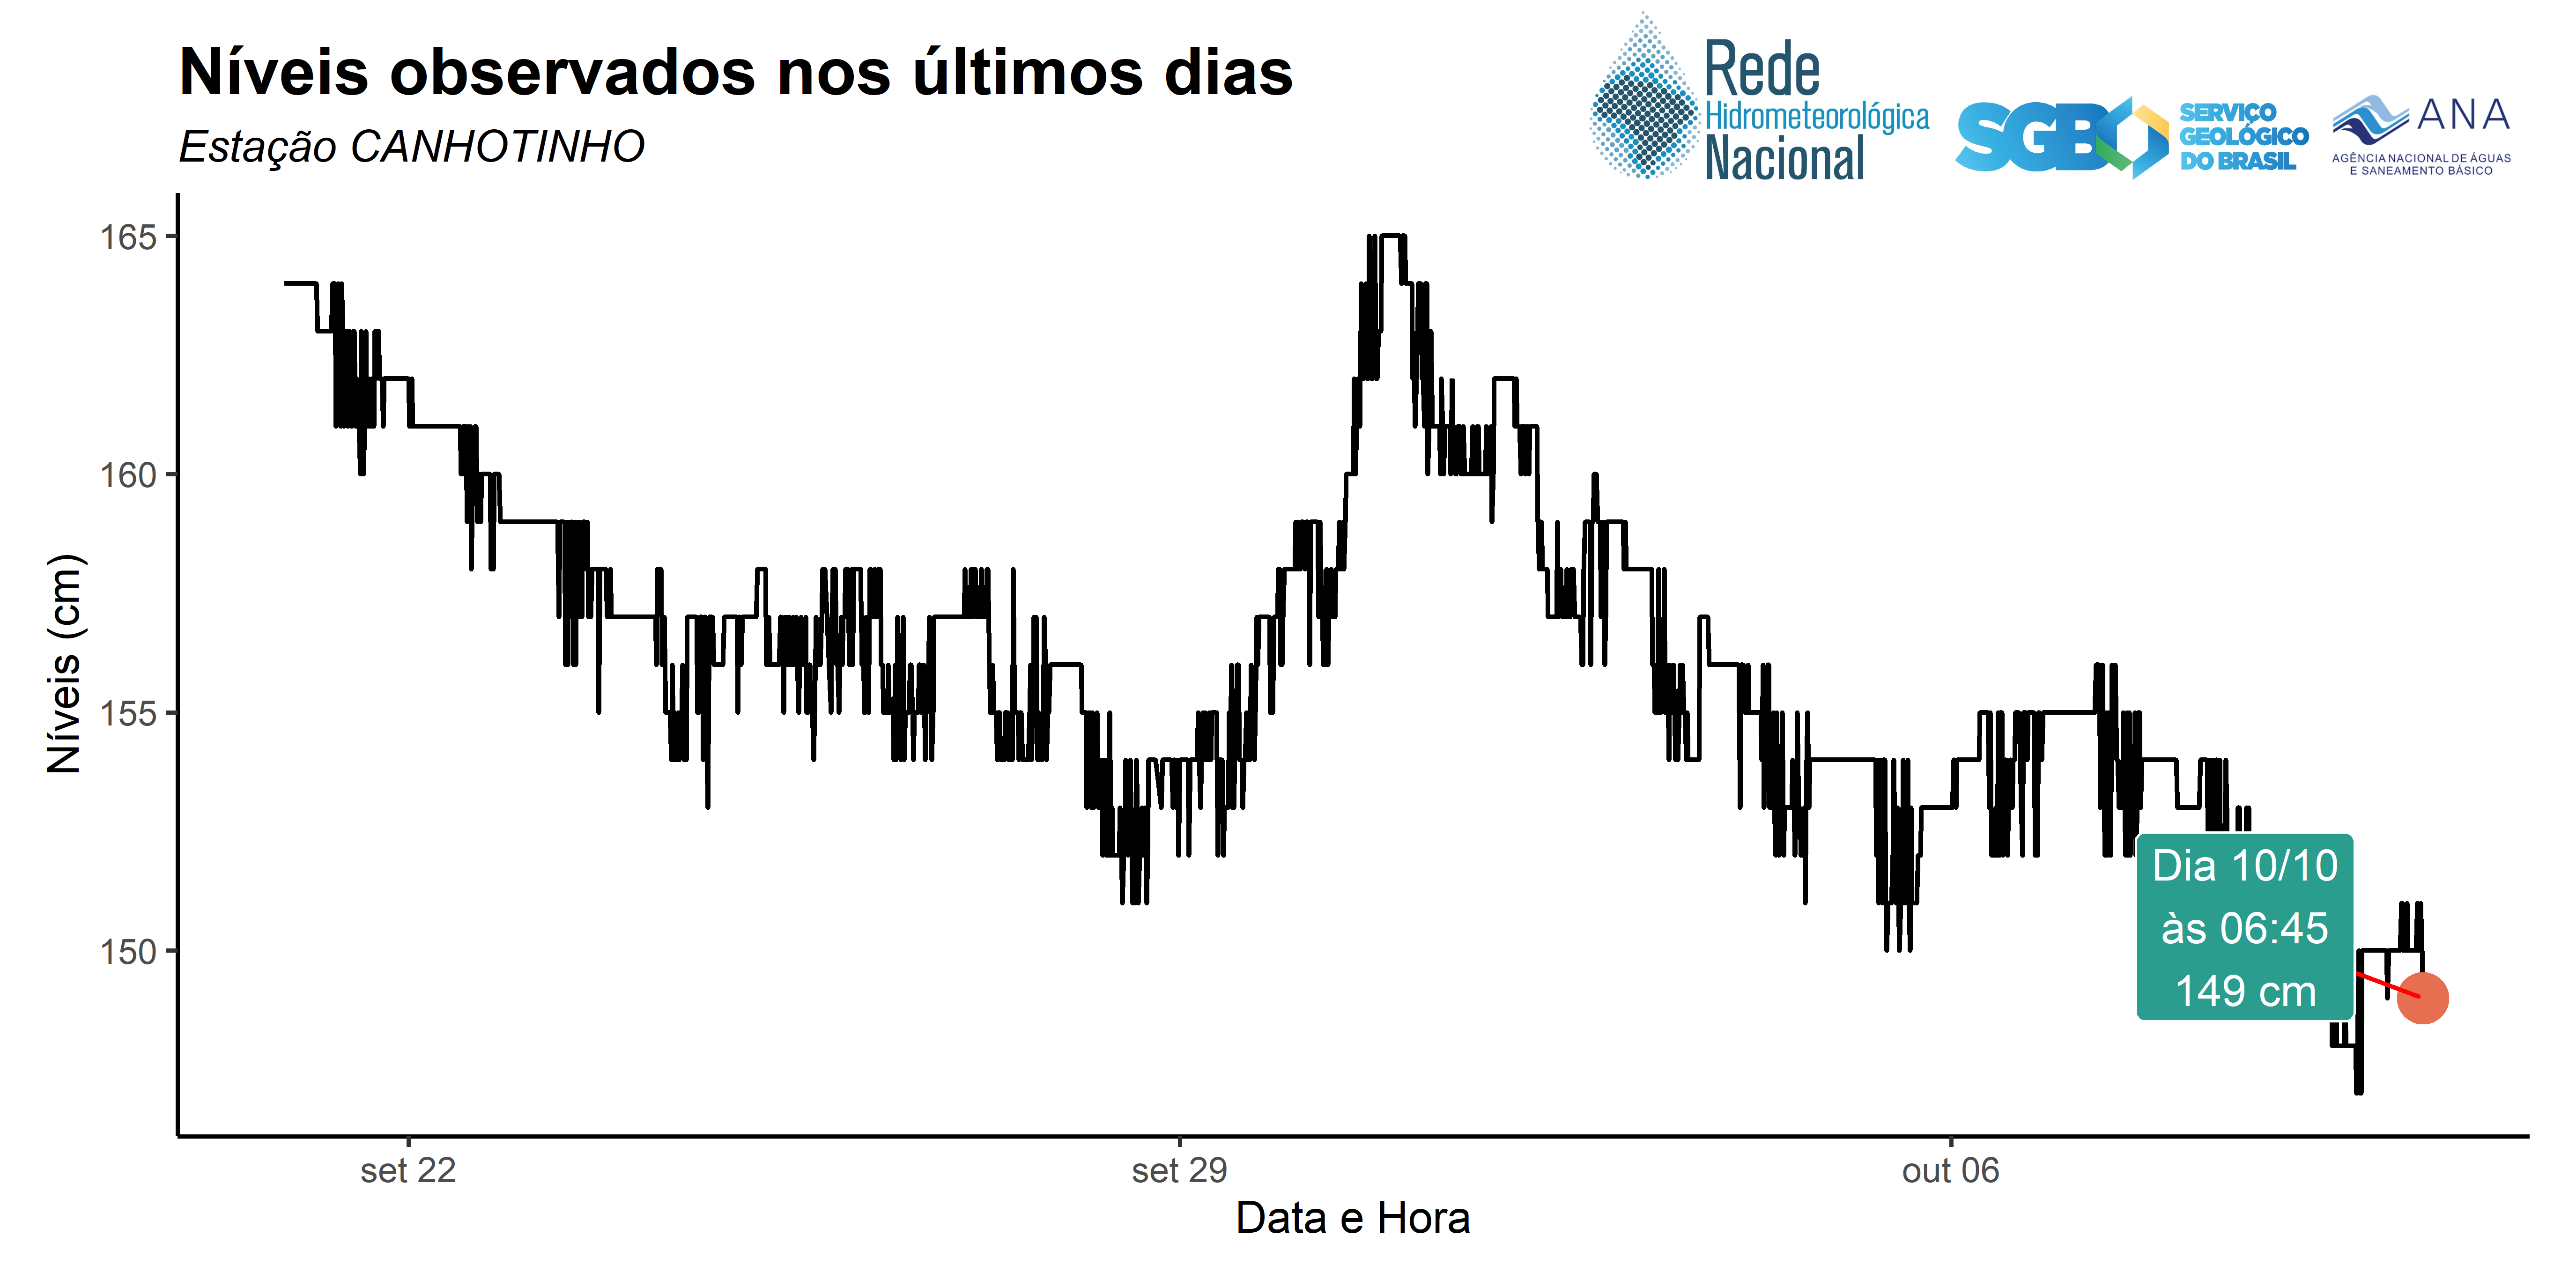 Níveis observados nos últimos dias
Estação CANHOTINHO
Rede
Hidrometeorológica
Nacional
SGB
SERVIÇO
GEOLÓGICO
DO BRASIL
ANA
AGÊNCIA NACIONAL DE ÁGUAS
E SANEAMENTO BÁSICO
165
160
155
150
Níveis (cm)
Dia 10/10
às 06:45
149 cm
set 22
set 29
out 06
Data e Hora